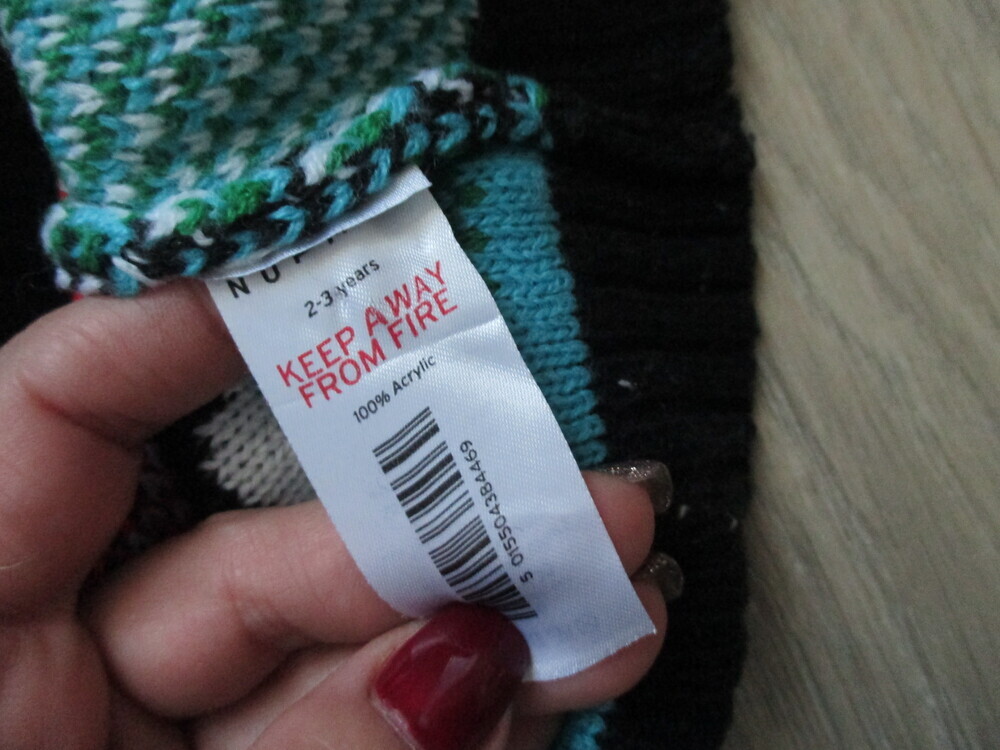 2-3 years
KEEP AWAY
FROM FIRE
100% Acrylic
5 015504384469